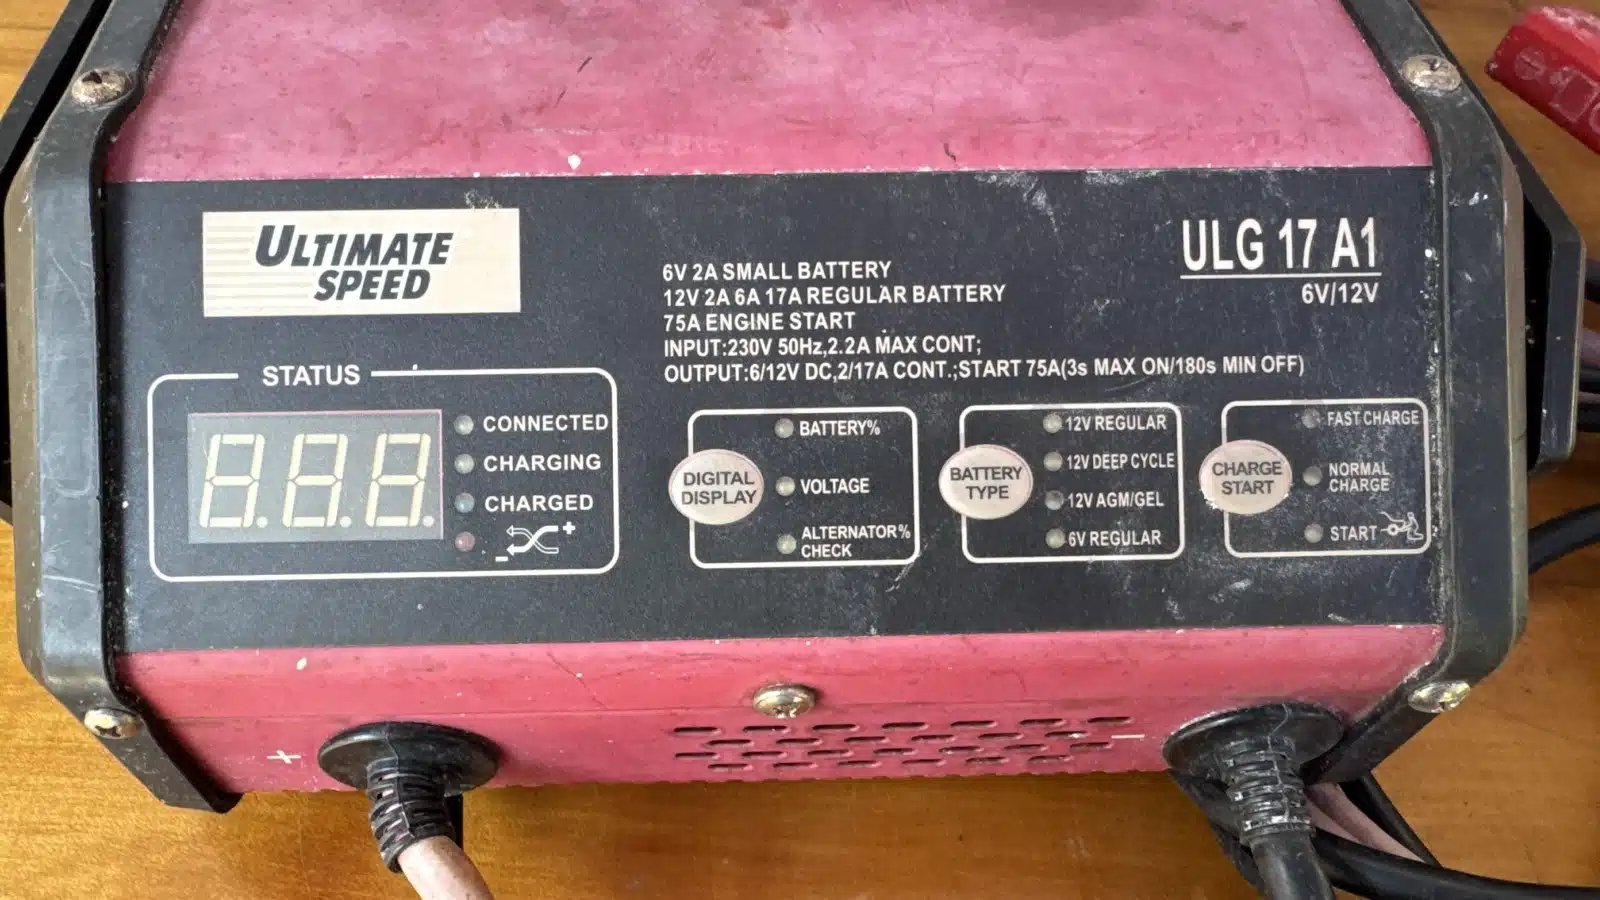 ULTIMATE
SPEED
ULG 17 A1
6V/12V
6V 2A SMALL BATTERY
12V 2A 6A 17A REGULAR BATTERY
75A ENGINE START
INPUT:230V 50Hz,2.2A MAX CONT;
OUTPUT:6/12V DC,2/17A CONT.;START 75A(3s MAX ON/180s MIN OFF)
STATUS
8.8.8.
CONNECTED
CHARGING
CHARGED
+
-
DIGITAL
DISPLAY
BATTERY%
VOLTAGE
ALTERNATOR%
CHECK
BATTERY
TYPE
12V REGULAR
12V DEEP CYCLE
12V AGM/GEL
6V REGULAR
CHARGE
START
FAST CHARGE
NORMAL
CHARGE
START
+
-